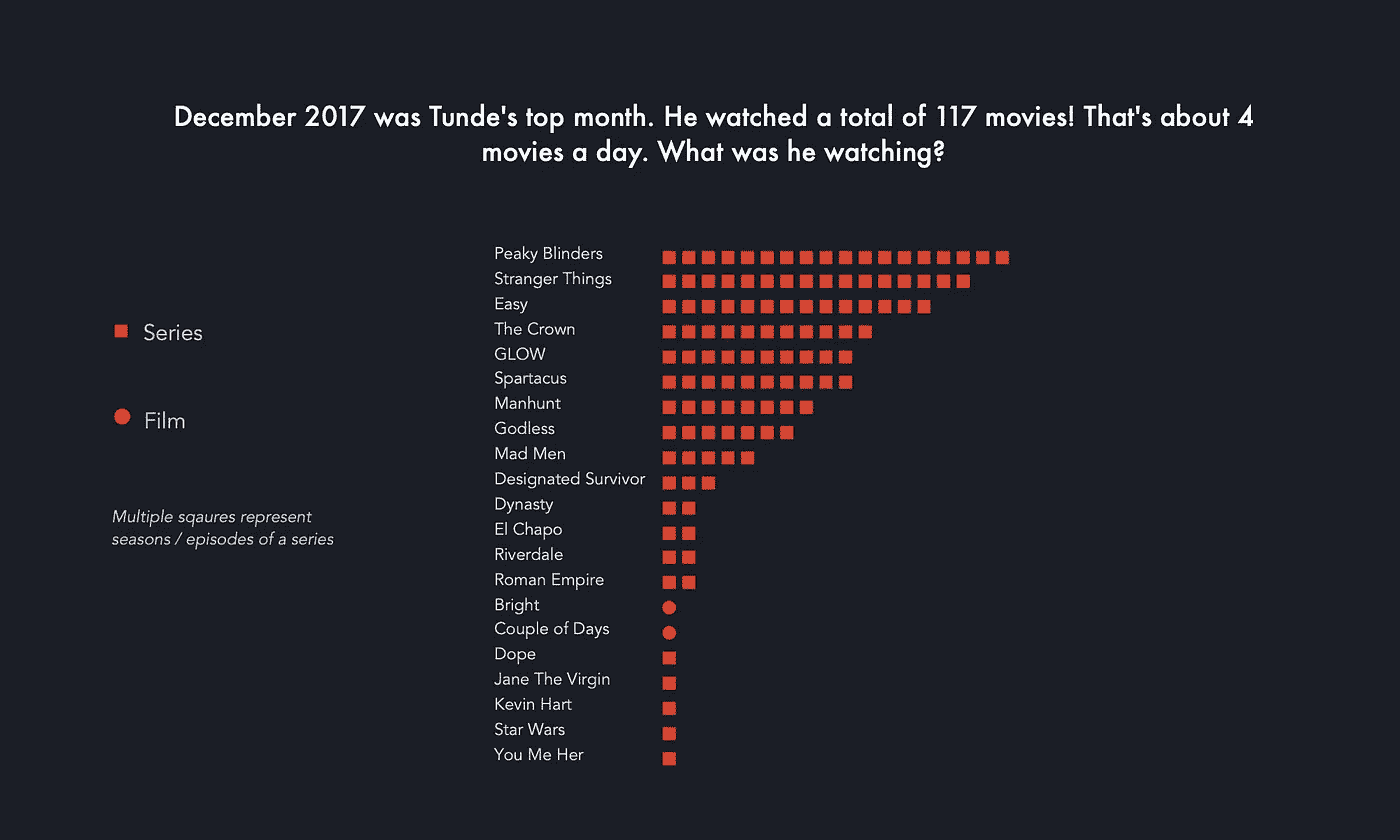 December 2017 was Tunde's top month. He watched a total of 117 movies! That's about 4
movies a day. What was he watching?
Series
Film
Multiple sqaures represent
seasons / episodes of a series
Peaky Blinders
Stranger Things
Easy
The Crown
GLOW
Spartacus
Manhunt
Godless
Mad Men
Designated Survivor
Dynasty
El Chapo
Riverdale
Roman Empire
Bright
Couple of Days
Dope
Jane The Virgin
Kevin Hart
Star Wars
You Me Her